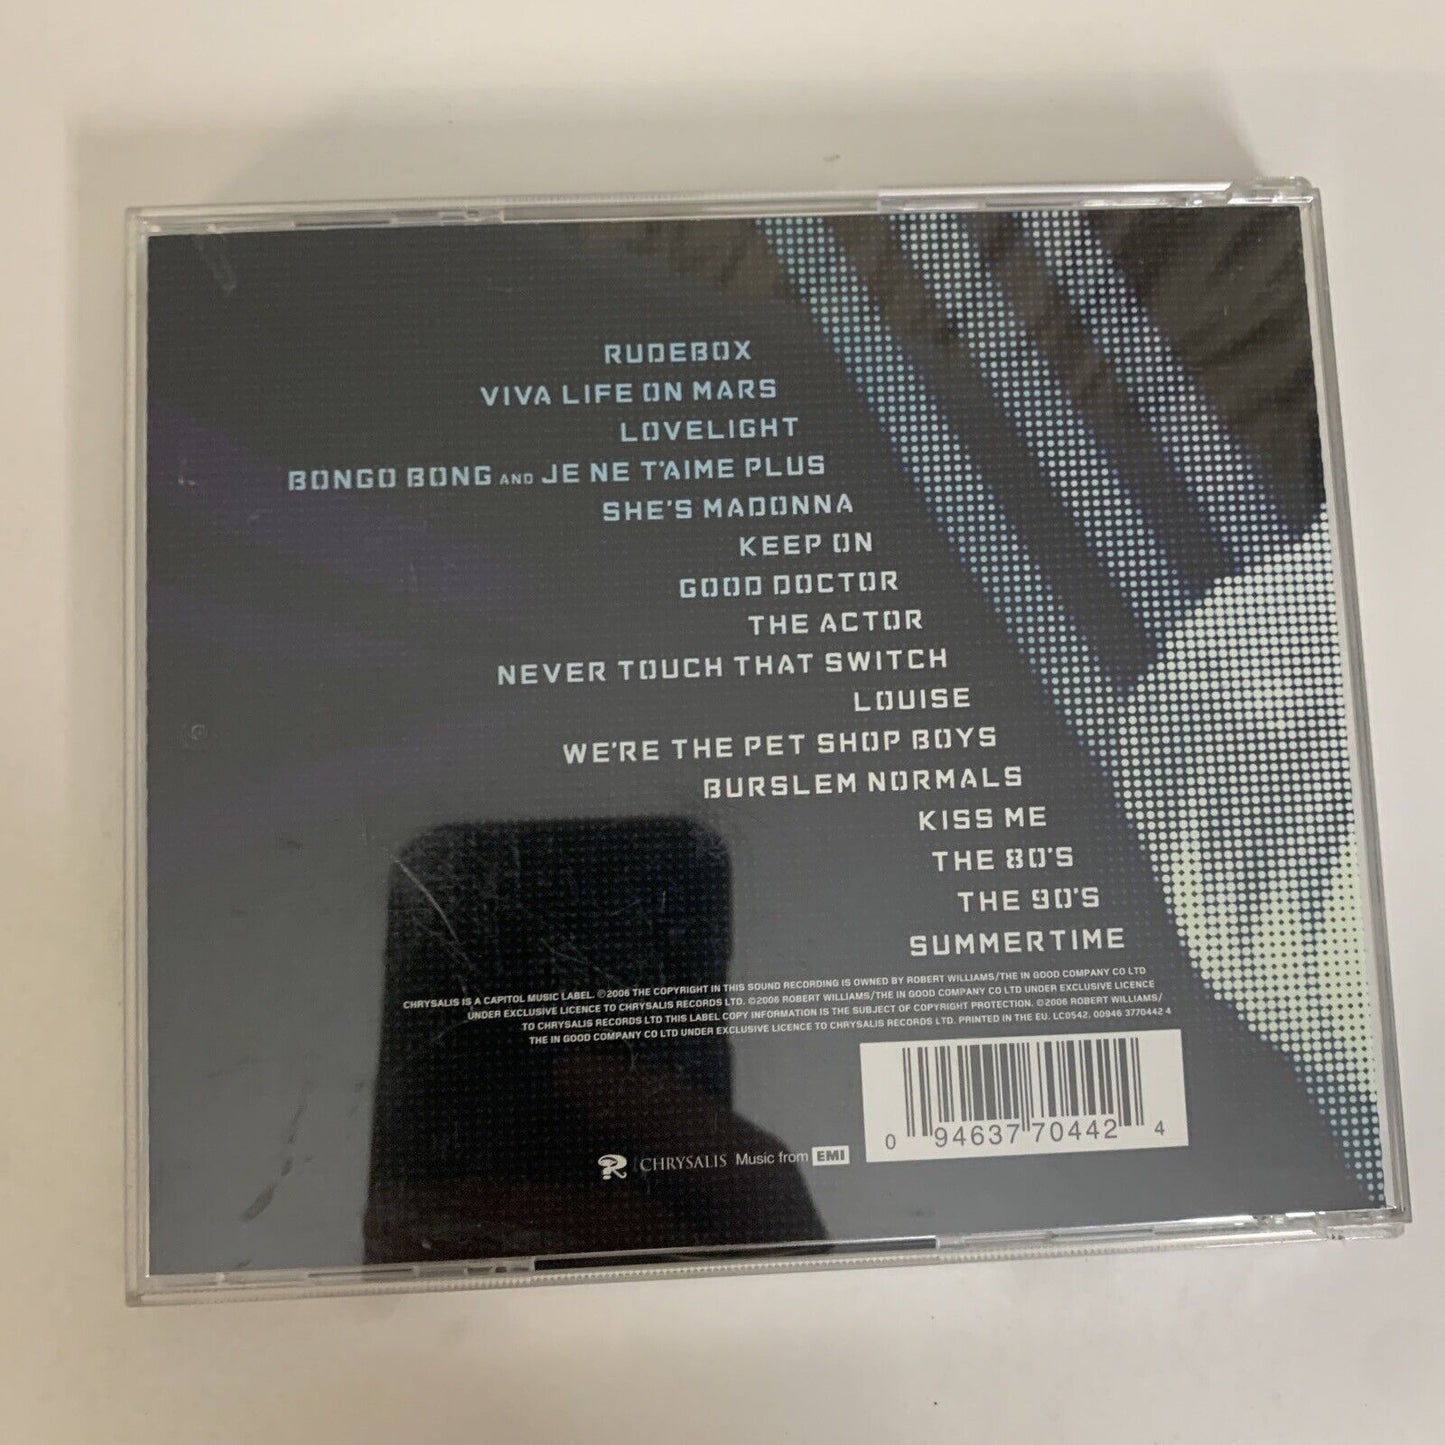 RUDEBOX
VIVA LIFE ON MARS
LOVELIGHT
BONGO BONG AND JE NE T'AIME PLUS
SHE'S MADONNA
KEEP ON
GOOD DOCTOR
THE ACTOR
NEVER TOUCH THAT SWITCH
LOUISE
WE'RE THE PET SHOP BOYS
BURSLEM NORMALS
KISS ME
THE 80'S
THE 90'S
SUMMERTIME
CHRYSALIS IS A CAPITOL MUSIC LABEL. ℗2006 THE COPYRIGHT IN THIS SOUND RECORDING IS OWNED BY ROBERT WILLIAMS/THE IN GOOD COMPANY CO LTD
UNDER EXCLUSIVE LICENCE TO CHRYSALIS RECORDS LTD. ©2006 ROBERT WILLIAMS/THE IN GOOD COMPANY CO LTD UNDER EXCLUSIVE LICENCE
TO CHRYSALIS RECORDS LTD THIS LABEL COPY INFORMATION IS THE SUBJECT OF COPYRIGHT PROTECTION. ©2006 ROBERT WILLIAMS/
THE IN GOOD COMPANY CO LTD UNDER EXCLUSIVE LICENCE TO CHRYSALIS RECORDS LTD. PRINTED IN THE EU. LC0542. 00946 3770442 4
0 94637 70442 4
CHRYSALIS Music from EMI